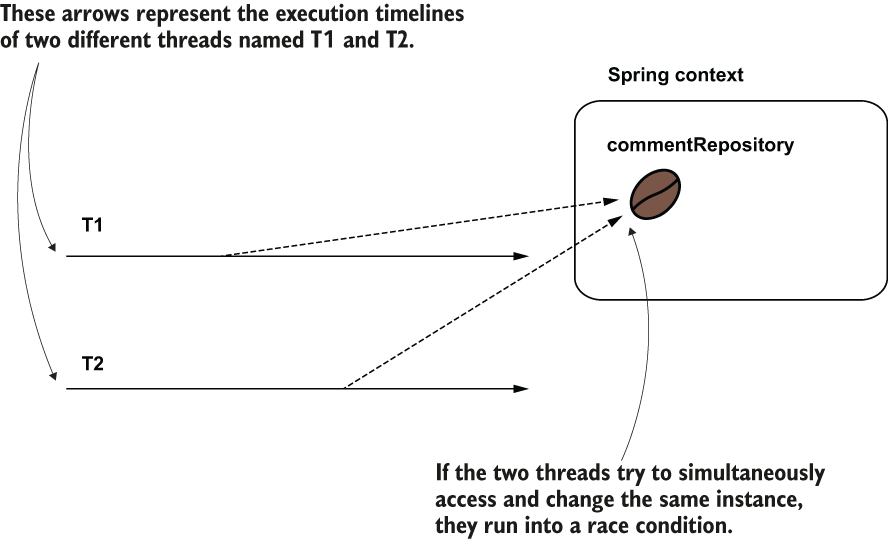 These arrows represent the execution timelines
of two different threads named T1 and T2.
Spring context
commentRepository
T1
T2
If the two threads try to simultaneously
access and change the same instance,
they run into a race condition.